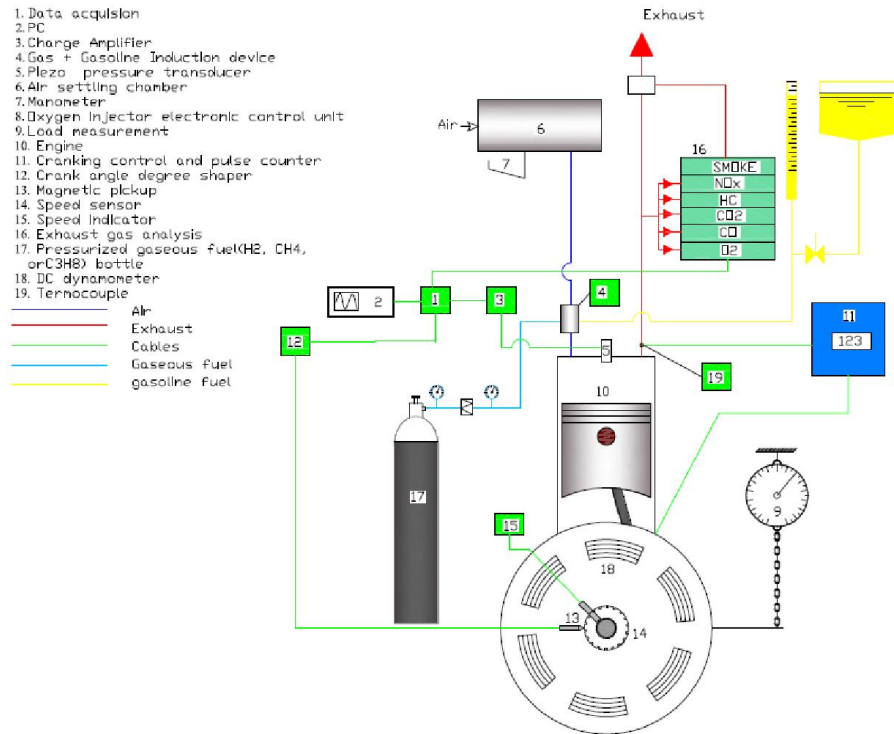 1. Data acquision
2. PC
3. Charge Amplifier
4. Gas + Gasoline Induction device
5. Piezo pressure transducer
6. Air settling chamber
7. Manometer
8. Oxygen injector electronic control unit
9. Load measurement
10. Engine
11. Cranking control and pulse counter
12. Crank angle degree shaper
13. Magnetic pickup
14. Speed sensor
15. Speed indicator
16. Exhaust gas analysis
17. Pressurized gaseous fuel(H2, CH4,
orC3H8) bottle
18. DC dynamometer
19. Termocouple
Air
Exhaust
Cables
Gaseous fuel
gasoline fuel
Exhaust
Air
6
7
16
SMOKE
NOx
HC
CO2
CO
O2
4
2
1
3
11
123
12
5
19
10
9
17
15
18
13
14